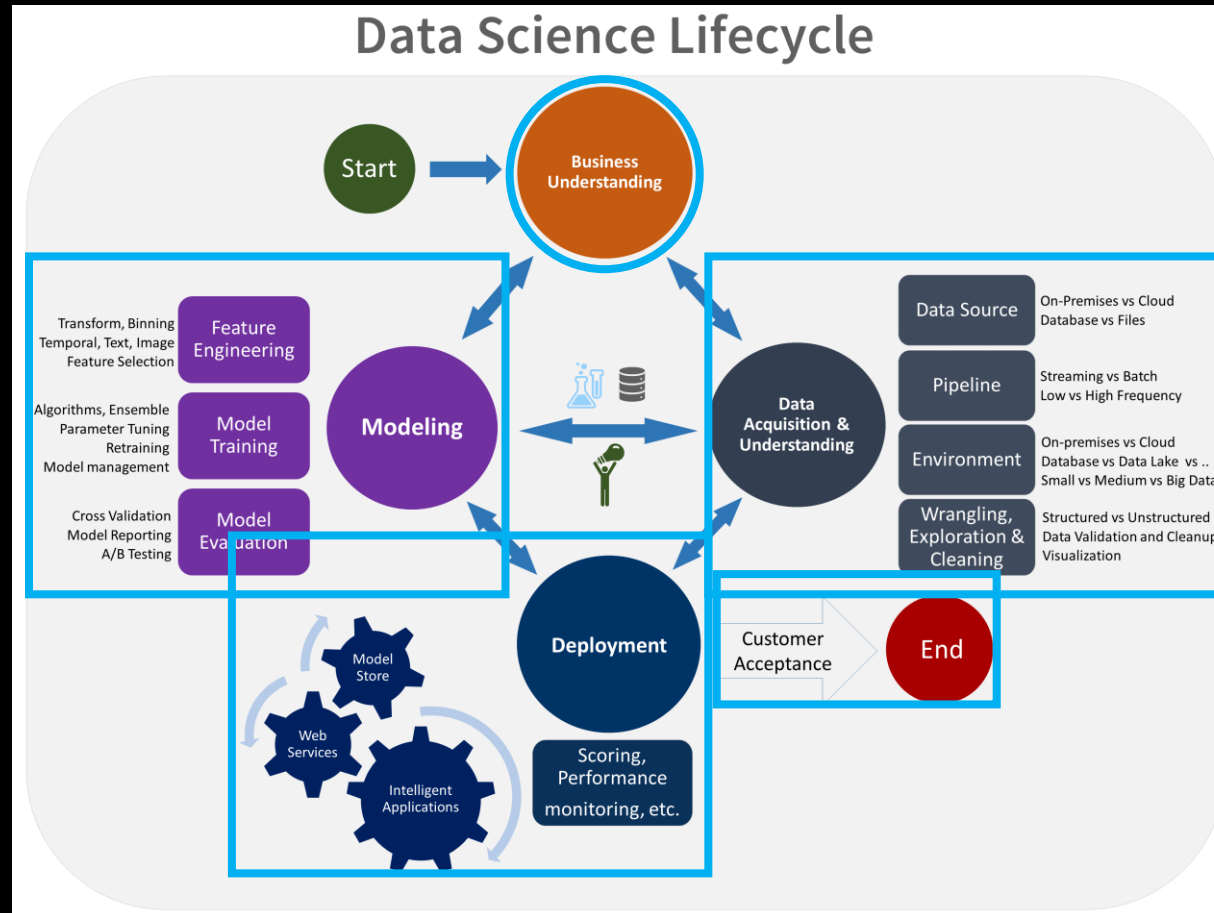 Data Science Lifecycle
Start
Business
Understanding
Transform, Binning
Temporal, Text, Image
Feature Selection
Feature
Engineering
Algorithms, Ensemble
Parameter Tuning
Retraining
Model management
Model
Training
Cross Validation
Model Reporting
A/B Testing
Model
Evaluation
Modeling
Data
Acquisition &
Understanding
Data Source
On-Premises vs Cloud
Database vs Files
Pipeline
Streaming vs Batch
Low vs High Frequency
Environment
On-premises vs Cloud
Database vs Data Lake vs ..
Small vs Medium vs Big Data
Wrangling,
Exploration &
Cleaning
Structured vs Unstructured
Data Validation and Cleanup
Visualization
Deployment
Customer
Acceptance
End
Model
Store
Web
Services
Intelligent
Applications
Scoring,
Performance
monitoring, etc.